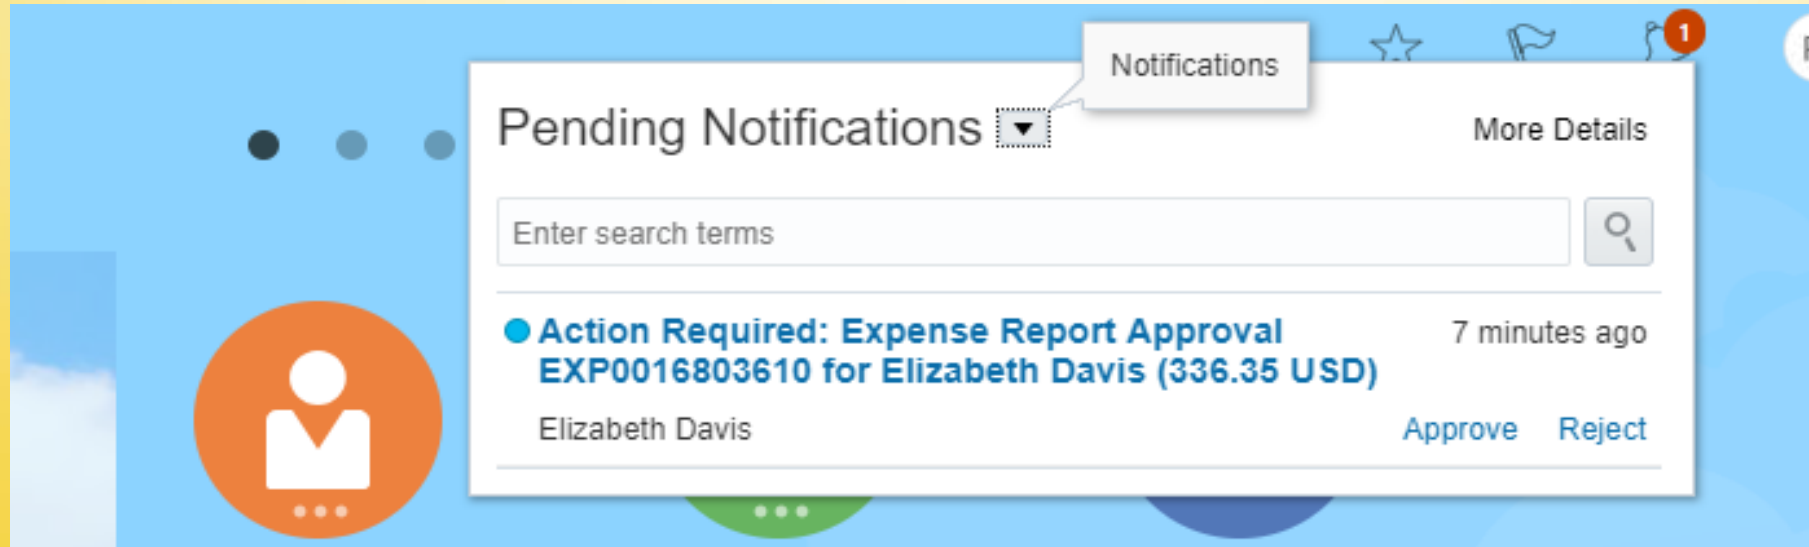 1
Notifications
Pending Notifications
More Details
Enter search terms
Action Required: Expense Report Approval
7 minutes ago
EXP0016803610 for Elizabeth Davis (336.35 USD)
Elizabeth Davis
Approve Reject